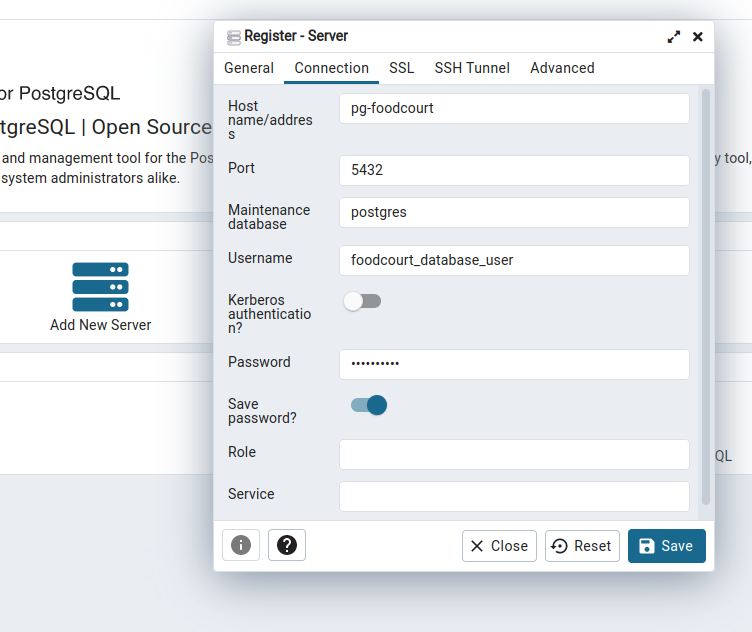 Register - Server
General Connection SSL SSH Tunnel Advanced
or PostgreSQL
tgreSQL | Open Source
and management tool for the Pos
y tool,
system administrators alike.
Add New Server
QL
Host
name/addres
s
pg-foodcourt
Port
5432
Maintenance
database
postgres
Username
foodcourt_database_user
Kerberos
authenticatio
n?
Password
••••••••••
Save
password?
Role
Service
Close Reset Save